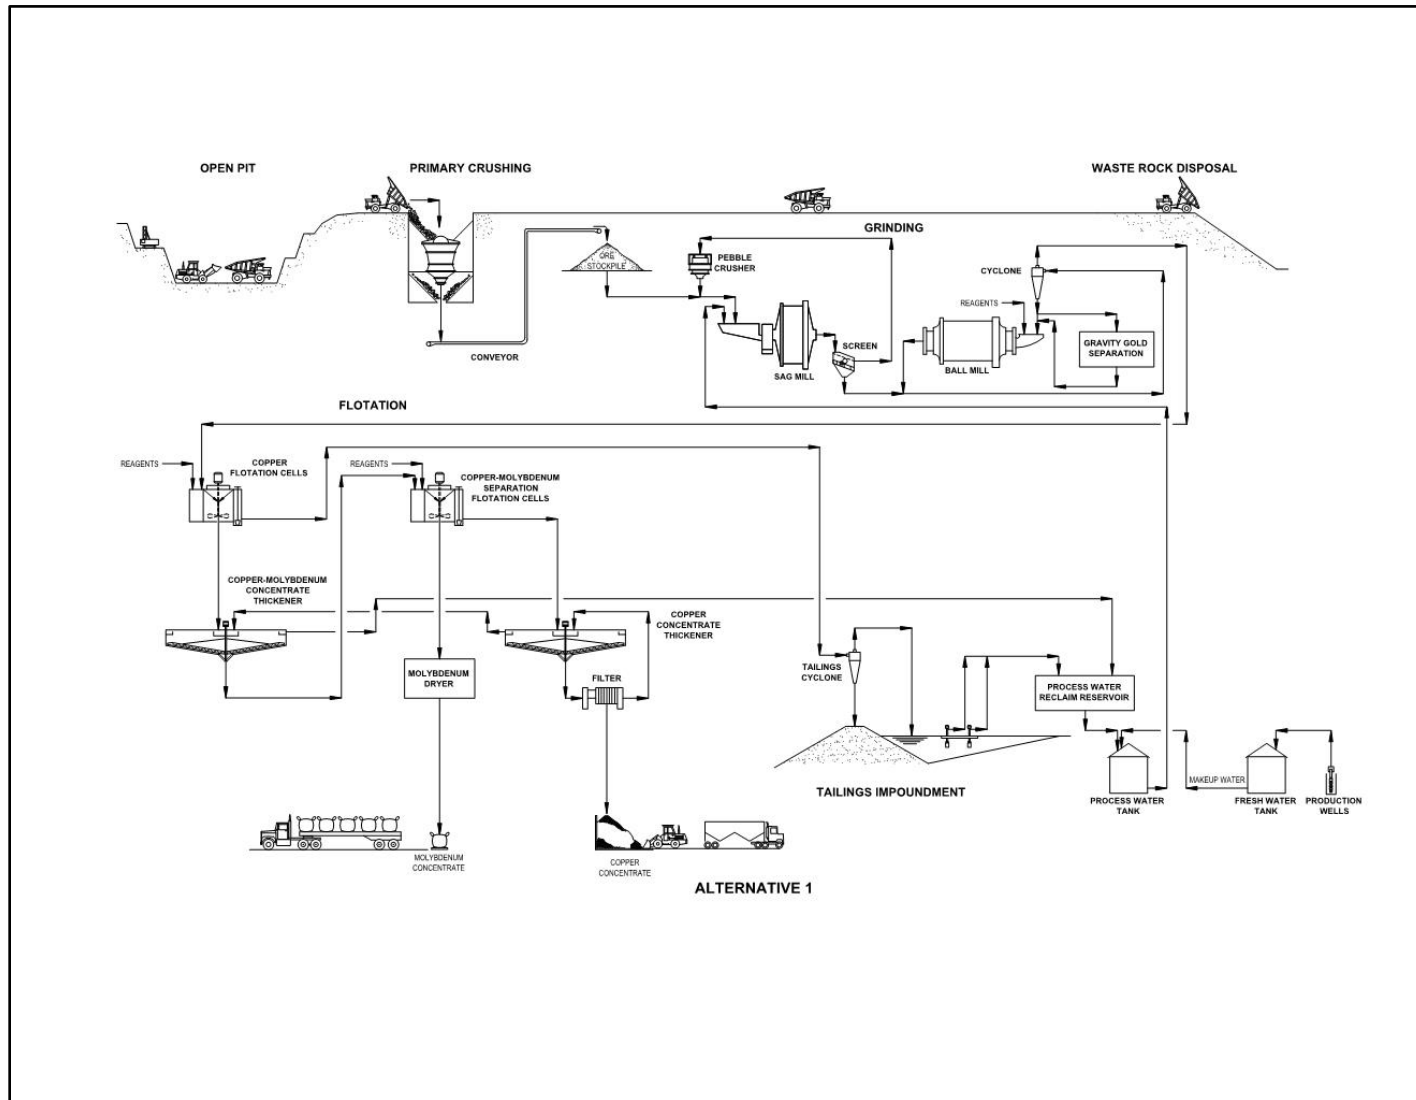 OPEN PIT
PRIMARY CRUSHING
WASTE ROCK DISPOSAL
GRINDING
ORE
STOCKPILE
PEBBLE
CRUSHER
CYCLONE
REAGENTS
CONVEYOR
SCREEN
SAG MILL
BALL MILL
GRAVITY GOLD
SEPARATION
FLOTATION
REAGENTS
COPPER
FLOTATION CELLS
REAGENTS
COPPER-MOLYBDENUM
SEPARATION
FLOTATION CELLS
COPPER-MOLYBDENUM
CONCENTRATE
THICKENER
COPPER
CONCENTRATE
THICKENER
MOLYBDENUM
DRYER
FILTER
TAILINGS
CYCLONE
PROCESS WATER
RECLAIM RESERVOIR
TAILINGS IMPOUNDMENT
MAKEUP WATER
PROCESS WATER
TANK
FRESH WATER
TANK
PRODUCTION
WELLS
MOLYBDENUM
CONCENTRATE
COPPER
CONCENTRATE
ALTERNATIVE 1